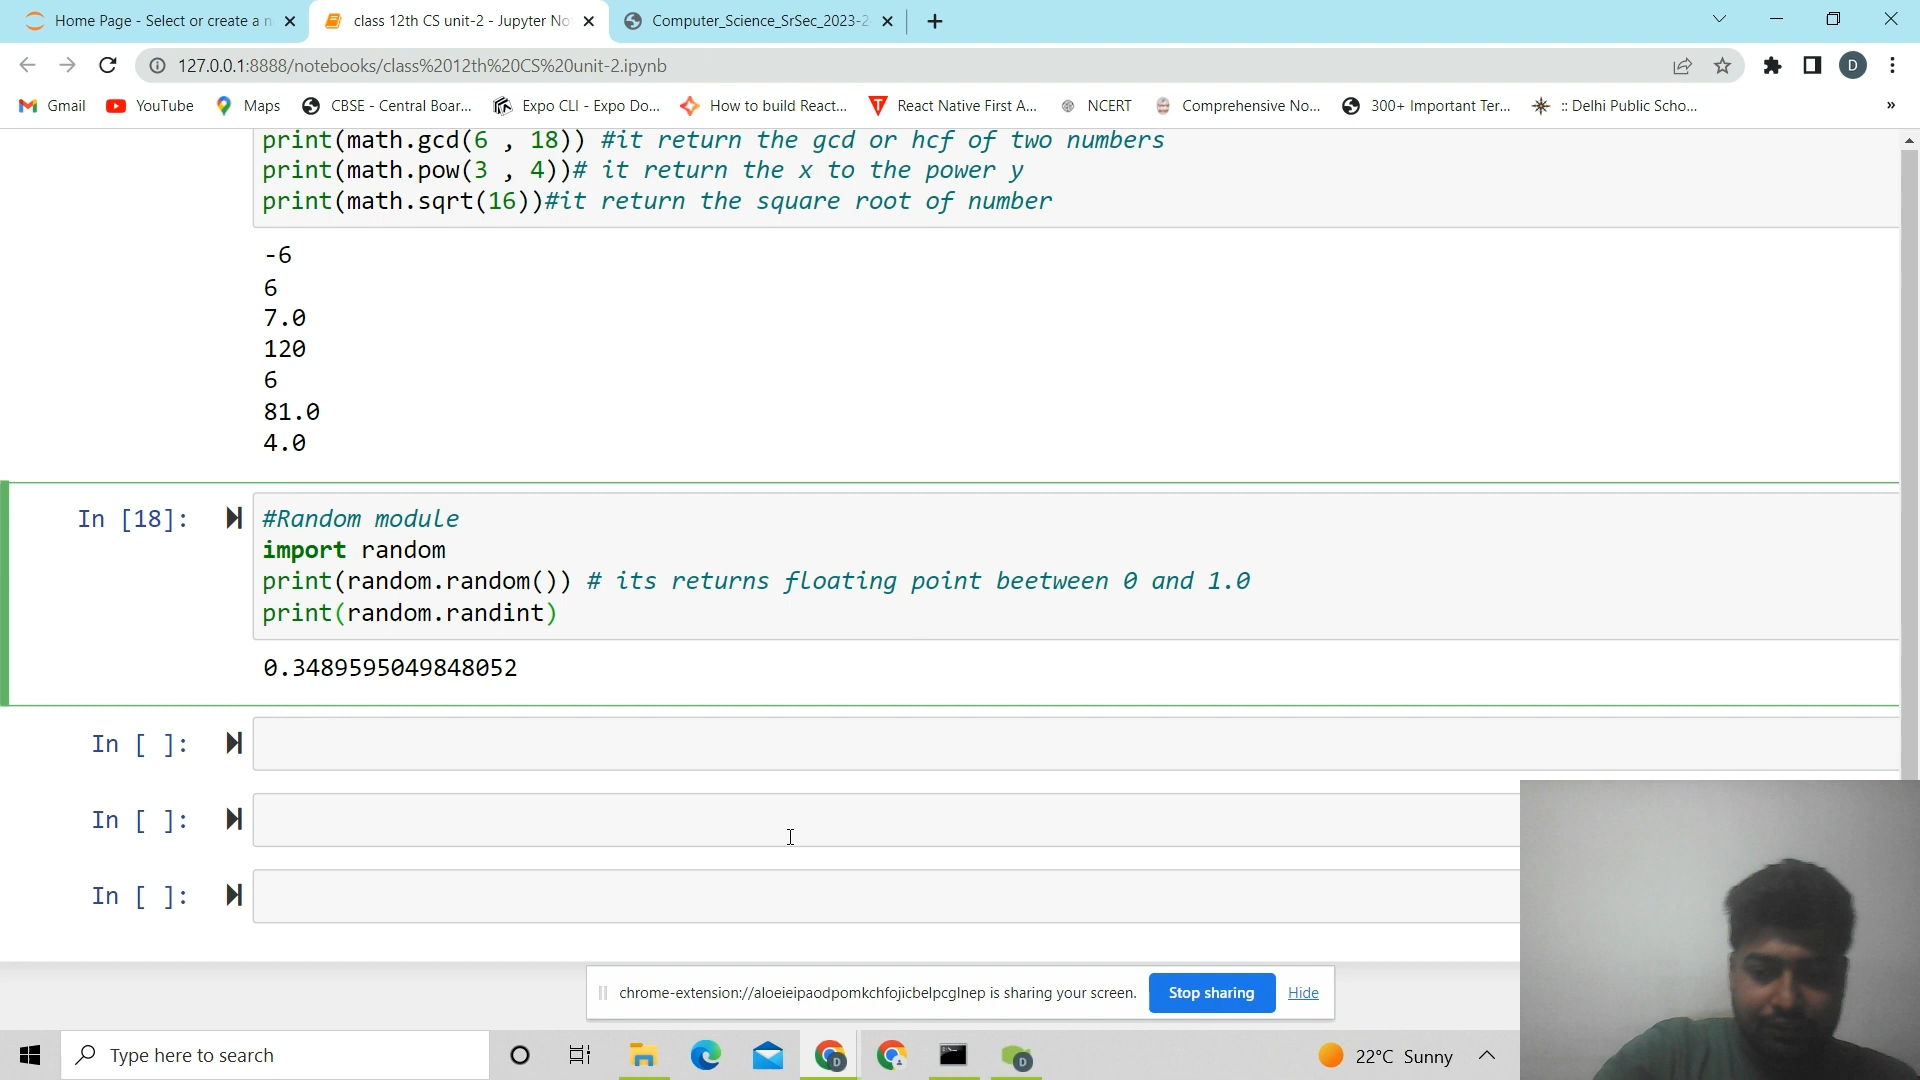 Home Page - Select or create a n
class 12th CS unit-2 - Jupyter No
Computer_Science_SrSec_2023-2
127.0.0.1:8888/notebooks/class%2012th%20CS%20unit-2.ipynb
D
Gmail
YouTube
Maps
CBSE - Central Boar...
Expo CLI - Expo Do...
How to build React...
React Native First A...
NCERT
Comprehensive No...
300+ Important Ter...
:: Delhi Public Scho...
»
print(math.gcd(6 , 18)) #it return the gcd or hcf of two numbers
print(math.pow(3 , 4))# it return the x to the power y
print(math.sqrt(16))#it return the square root of number
-6
6
7.0
120
6
81.0
4.0
In [18]:
#Random module
import random
print(random.random()) # its returns floating point beetween 0 and 1.0
print(random.randint)
0.3489595049848052
In [ ]:
In [ ]:
In [ ]:
chrome-extension://aloeieipaodpomkchfojicbelpcglnep is sharing your screen.
Stop sharing
Hide
Type here to search
D
D
22°C Sunny